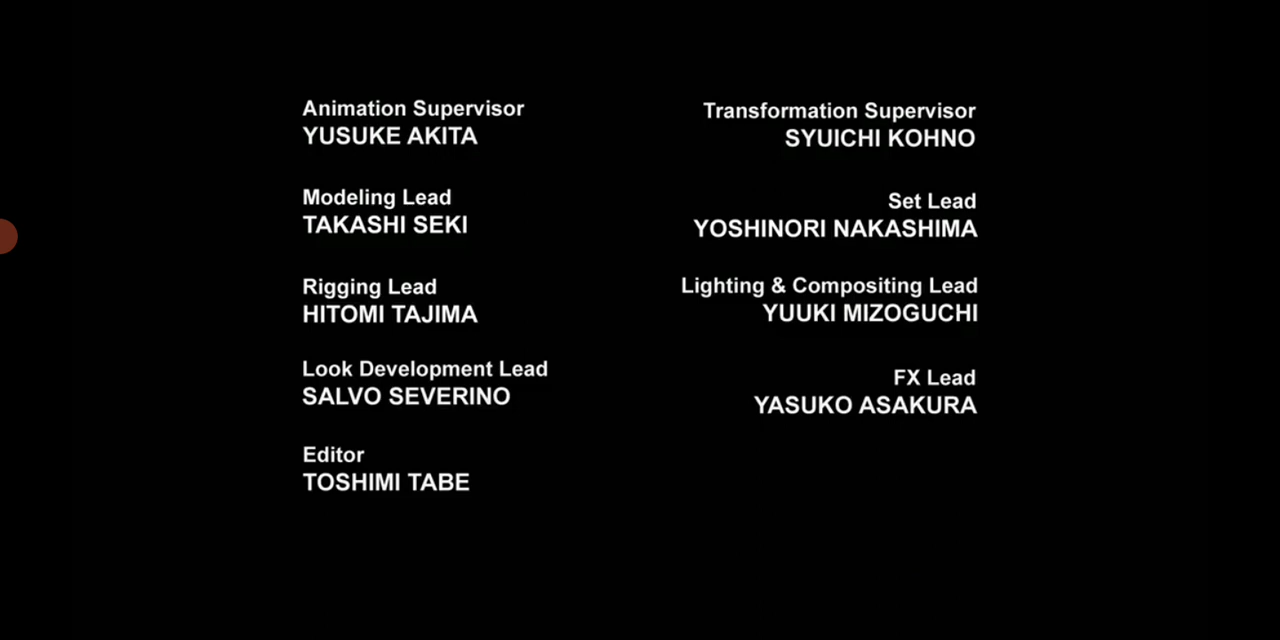 Animation Supervisor
YUSUKE AKITA
Modeling Lead
TAKASHI SEKI
Rigging Lead
HITOMI TAJIMA
Look Development Lead
SALVO SEVERINO
Editor
TOSHIMI TABE
Transformation Supervisor
SYUICHI KOHNO
Set Lead
YOSHINORI NAKASHIMA
Lighting & Compositing Lead
YUUKI MIZOGUCHI
FX Lead
YASUKO ASAKURA